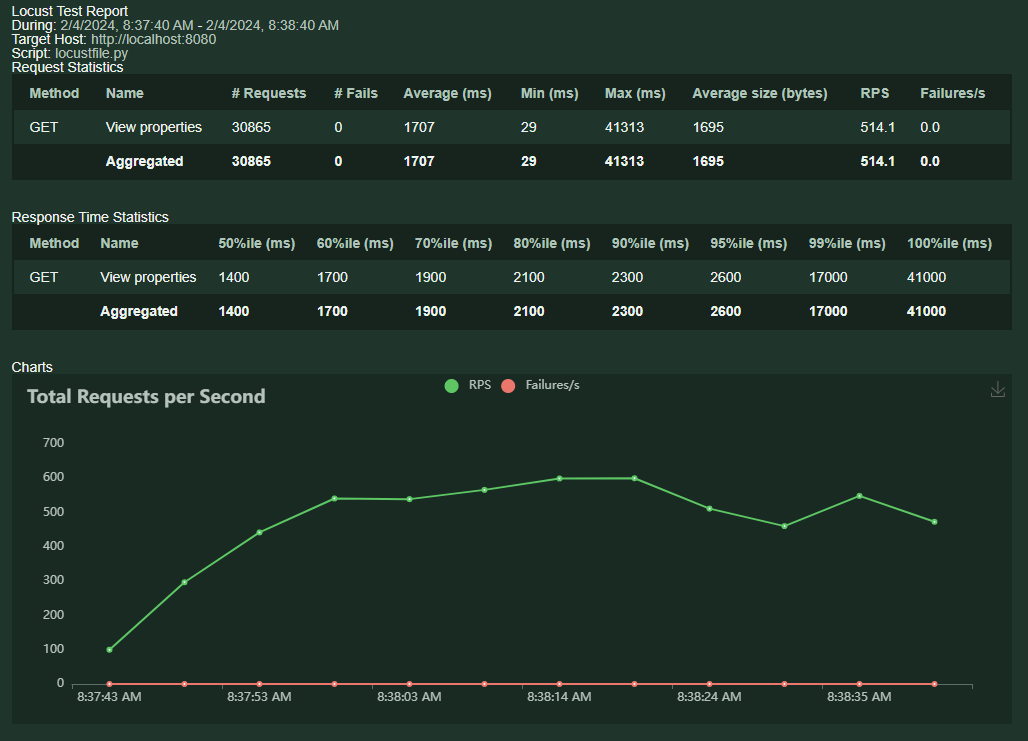 Locust Test Report
During: 2/4/2024, 8:37:40 AM - 2/4/2024, 8:38:40 AM
Target Host: http://localhost:8080
Script: locustfile.py
Request Statistics
Method Name # Requests # Fails Average (ms) Min (ms) Max (ms) Average size (bytes) RPS Failures/s
GET View properties 30865 0 1707 29 41313 1695 514.1 0.0
Aggregated 30865 0 1707 29 41313 1695 514.1 0.0
Response Time Statistics
Method Name 50%ile (ms) 60%ile (ms) 70%ile (ms) 80%ile (ms) 90%ile (ms) 95%ile (ms) 99%ile (ms) 100%ile (ms)
GET View properties 1400 1700 1900 2100 2300 2600 17000 41000
Aggregated 1400 1700 1900 2100 2300 2600 17000 41000
Charts
Total Requests per Second
RPS Failures/s
700
600
500
400
300
200
100
0
8:37:43 AM 8:37:53 AM 8:38:03 AM 8:38:14 AM 8:38:24 AM 8:38:35 AM